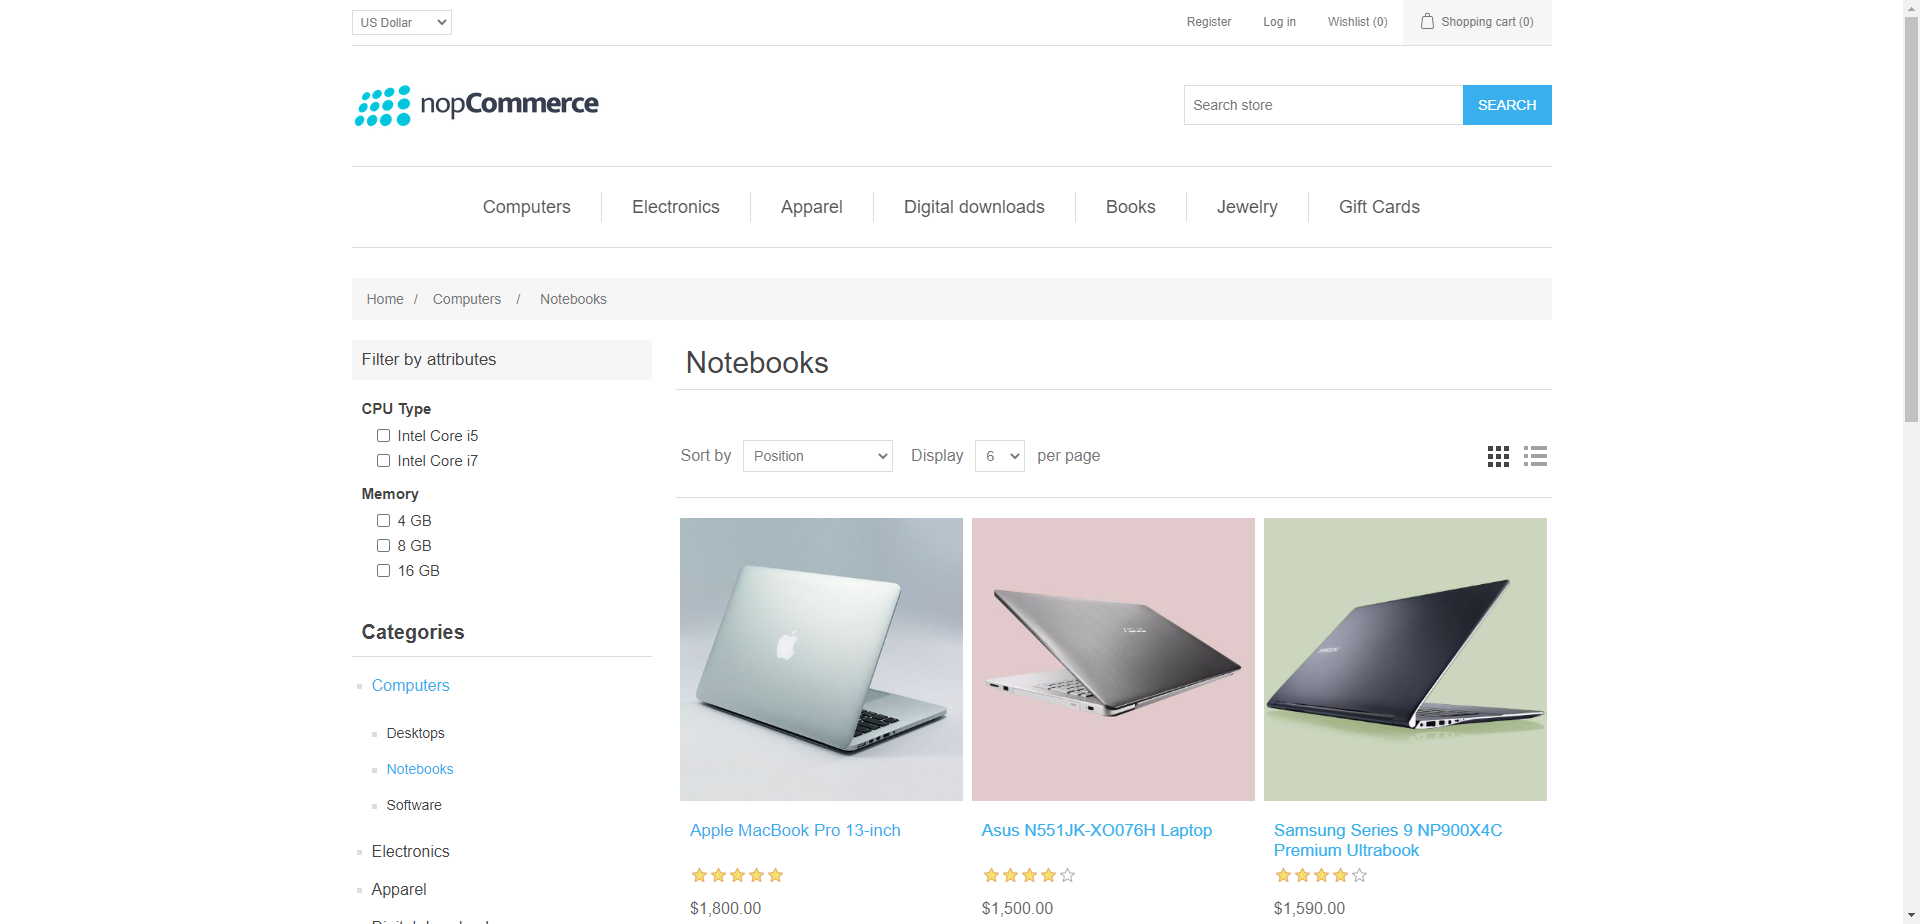 US Dollar
Register
Log in
Wishlist (0)
Shopping cart (0)
nopCommerce
Search store
SEARCH
Computers
Electronics
Apparel
Digital downloads
Books
Jewelry
Gift Cards
Home / Computers / Notebooks
Filter by attributes
CPU Type
Intel Core i5
Intel Core i7
Memory
4 GB
8 GB
16 GB
Categories
Computers
Desktops
Notebooks
Software
Electronics
Apparel
Notebooks
Sort by
Position
Display
6
per page
Apple MacBook Pro 13-inch
$1,800.00
Asus N551JK-XO076H Laptop
$1,500.00
Samsung Series 9 NP900X4C
Premium Ultrabook
$1,590.00